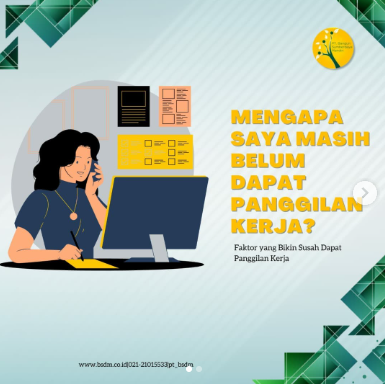 MENGAPA
SAYA MASIH
BELUM
DAPAT
PANGGILAN
KERJA?
Faktor yang Bikin Susah Dapat
Panggilan Kerja
www.bsdm.co.id|021-21015533|pt_bsdm